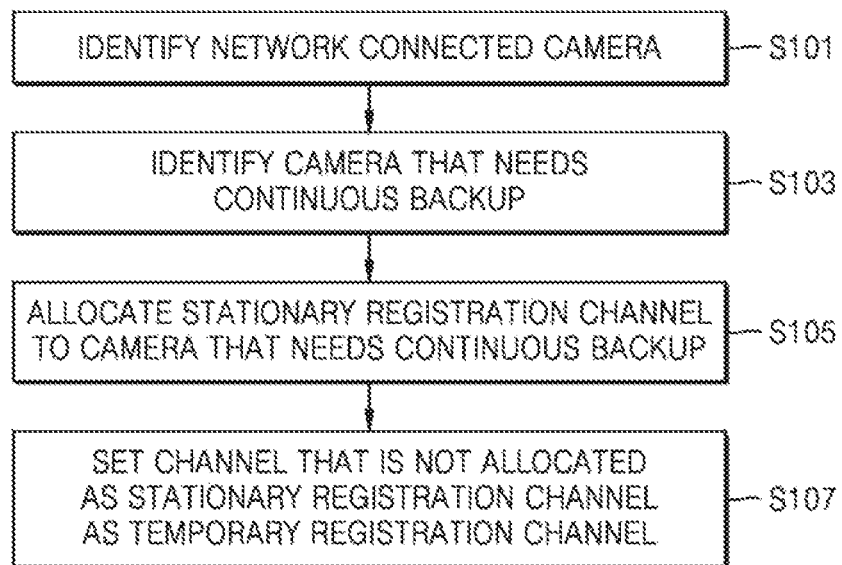 IDENTIFY NETWORK CONNECTED CAMERA
S101
IDENTIFY CAMERA THAT NEEDS
CONTINUOUS BACKUP
S103
ALLOCATE STATIONARY REGISTRATION CHANNEL
TO CAMERA THAT NEEDS CONTINUOUS BACKUP
S105
SET CHANNEL THAT IS NOT ALLOCATED
AS STATIONARY REGISTRATION CHANNEL
AS TEMPORARY REGISTRATION CHANNEL
S107